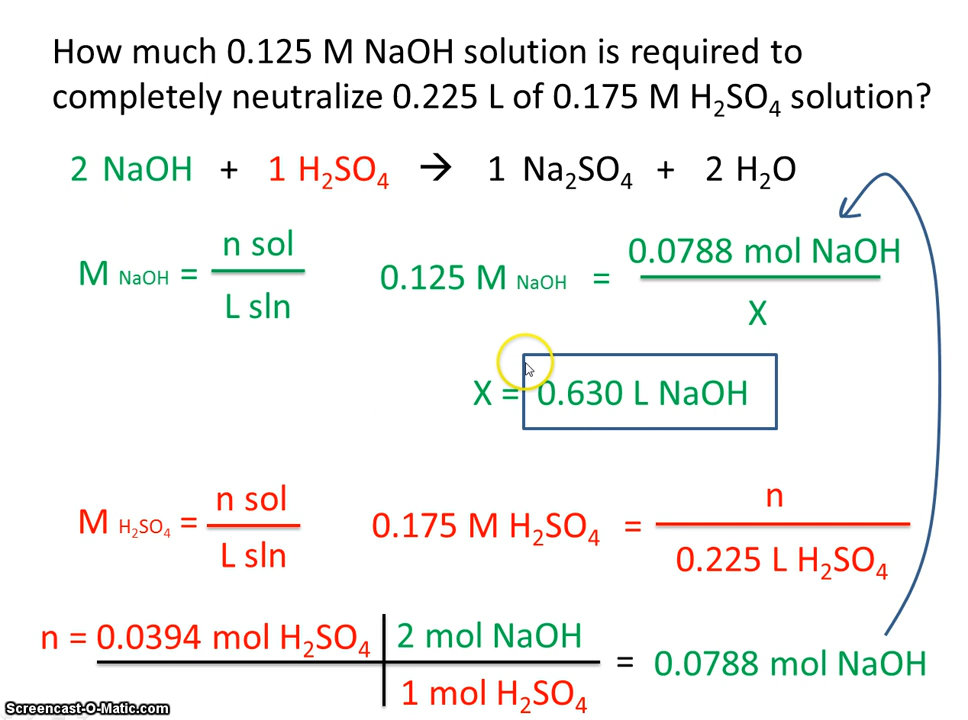 How much 0.125 M NaOH solution is required to
completely neutralize 0.225 L of 0.175 M H₂SO₄ solution?
2 NaOH + 1 H₂SO₄ → 1 Na₂SO₄ + 2 H₂O
M NaOH = n sol
L sln
0.125 M NaOH = 0.0788 mol NaOH
X
X = 0.630 L NaOH
M H₂SO₄ = n sol
L sln
0.175 M H₂SO₄ = n
0.225 L H₂SO₄
n = 0.0394 mol H₂SO₄ 2 mol NaOH
1 mol H₂SO₄
= 0.0788 mol NaOH
Screencast-O-Matic.com